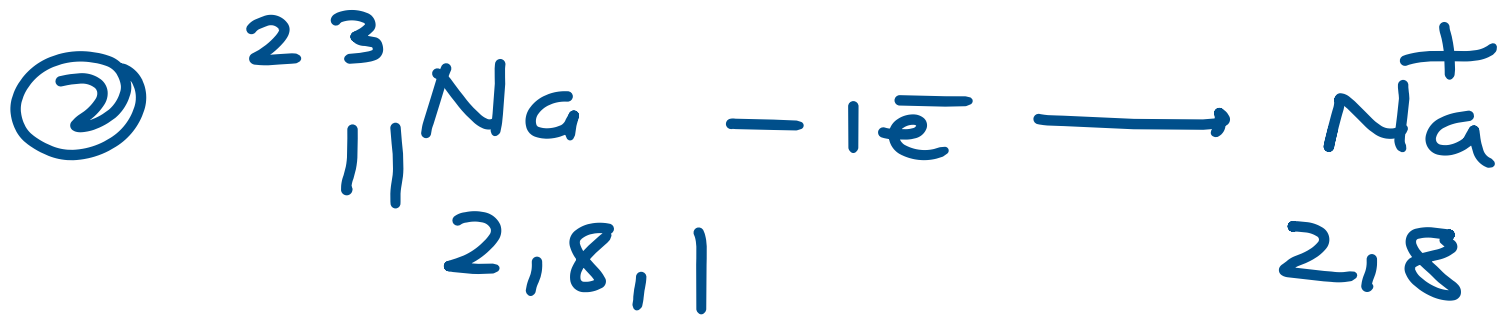 ② ²³₁₁Na – 1e⁻ → Na⁺
2,8,1 2,8